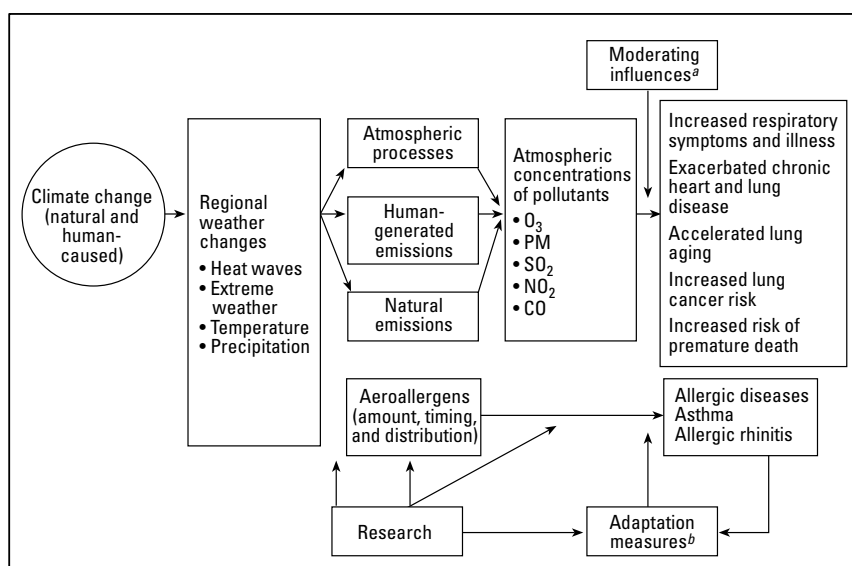 Moderating
influencesᵃ
Climate change
(natural and
human-
caused)
Regional
weather
changes
• Heat waves
• Extreme
weather
• Temperature
• Precipitation
Atmospheric
processes
Human-
generated
emissions
Natural
emissions
Atmospheric
concentrations
of pollutants
• O₃
• PM
• SO₂
• NO₂
• CO
Increased respiratory
symptoms and illness
Exacerbated chronic
heart and lung
disease
Accelerated lung
aging
Increased lung
cancer risk
Increased risk of
premature death
Aeroallergens
(amount, timing,
and distribution)
Allergic diseases
Asthma
Allergic rhinitis
Research
Adaptation
measuresᵇ